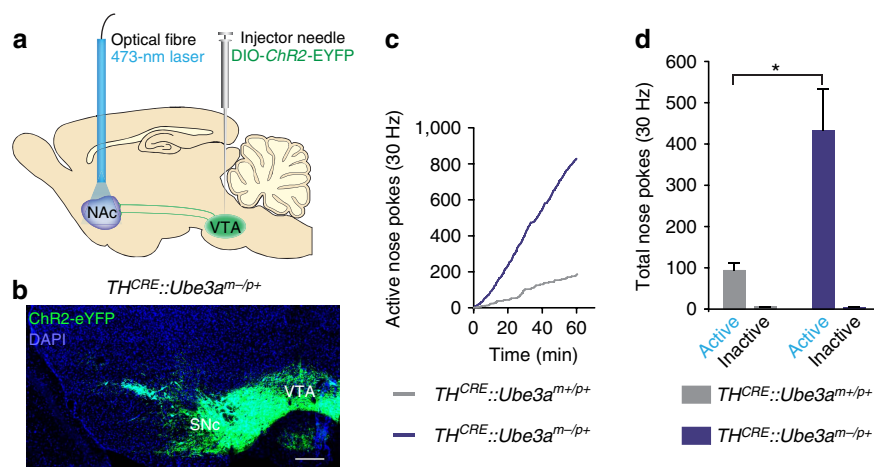 a
Optical fibre
473-nm laser
Injector needle
DIO-ChR2-EYFP
NAc
VTA
b
TH^CRE::Ube3a^m–/p+
ChR2-eYFP
DAPI
VTA
SNc
c
Active nose pokes (30 Hz)
1,000
800
600
400
200
0
0 20 40 60
Time (min)
TH^CRE::Ube3a^m+/p+
TH^CRE::Ube3a^m–/p+
d
Total nose pokes (30 Hz)
*
600
500
400
300
200
100
0
Active
Inactive
Active
Inactive
TH^CRE::Ube3a^m+/p+
TH^CRE::Ube3a^m–/p+